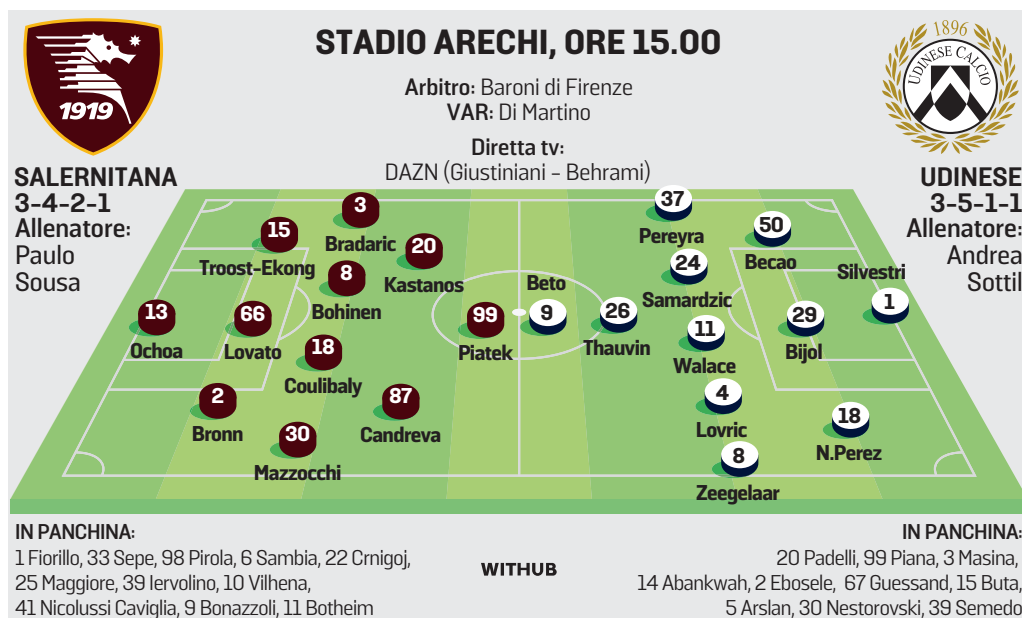 STADIO ARECHI, ORE 15.00
Arbitro: Baroni di Firenze
VAR: Di Martino
Diretta tv:
DAZN (Giustiniani - Behrami)
1919
SALERNITANA
3-4-2-1
Allenatore:
Paulo
Sousa
1896
UDINESE CALCIO
UDINESE
3-5-1-1
Allenatore:
Andrea
Sottil
13
Ochoa
15
Troost-Ekong
66
Lovato
2
Bronn
3
Bradaric
8
Bohinen
18
Coulibaly
30
Mazzocchi
20
Kastanos
87
Candreva
99
Piatek
Beto
9
26
Thauvin
37
Pereyra
24
Samardzic
11
Walace
4
Lovric
8
Zeegelaar
50
Becao
29
Bijol
18
N.Perez
Silvestri
1
IN PANCHINA:
1 Fiorillo, 33 Sepe, 98 Pirola, 6 Sambia, 22 Crnigoj,
25 Maggiore, 39 Iervolino, 10 Vilhena,
41 Nicolussi Caviglia, 9 Bonazzoli, 11 Botheim
WITHUB
IN PANCHINA:
20 Padelli, 99 Piana, 3 Masina,
14 Abankwah, 2 Ebosele, 67 Guessand, 15 Buta,
5 Arslan, 30 Nestorovski, 39 Semedo